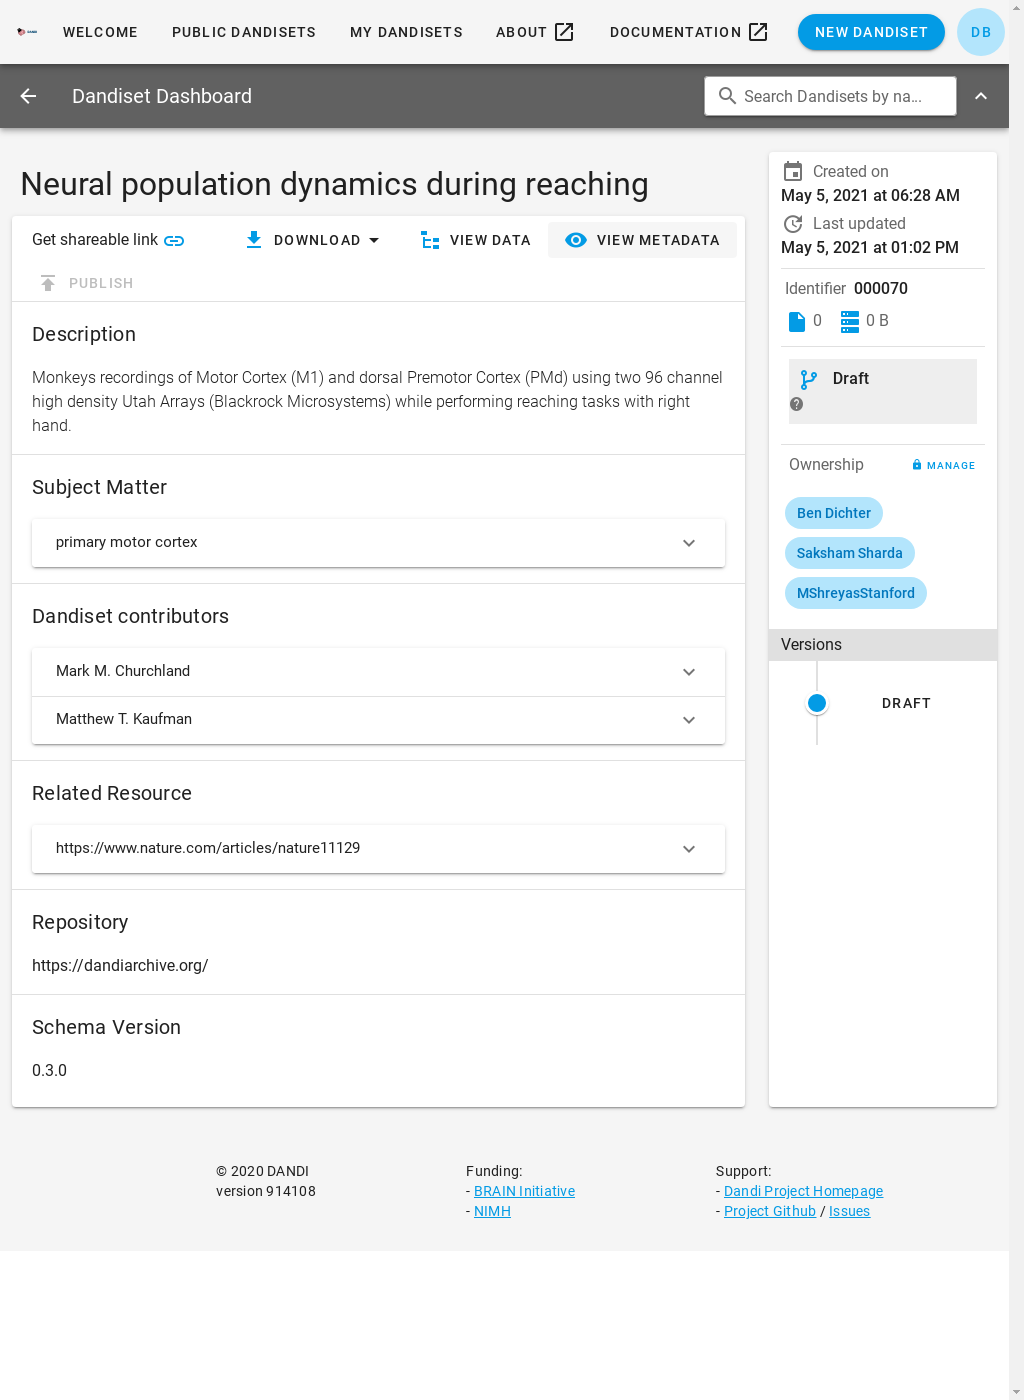 WELCOME PUBLIC DANDISETS MY DANDISETS ABOUT DOCUMENTATION NEW DANDISET DB
Dandiset Dashboard Search Dandisets by na...
Neural population dynamics during reaching
Get shareable link DOWNLOAD VIEW DATA VIEW METADATA
PUBLISH
Description
Monkeys recordings of Motor Cortex (M1) and dorsal Premotor Cortex (PMd) using two 96 channel
high density Utah Arrays (Blackrock Microsystems) while performing reaching tasks with right
hand.
Subject Matter
primary motor cortex
Dandiset contributors
Mark M. Churchland
Matthew T. Kaufman
Related Resource
https://www.nature.com/articles/nature11129
Repository
https://dandiarchive.org/
Schema Version
0.3.0
Created on
May 5, 2021 at 06:28 AM
Last updated
May 5, 2021 at 01:02 PM
Identifier 000070
0 0 B
Draft
Ownership MANAGE
Ben Dichter
Saksham Sharda
MShreyasStanford
Versions
DRAFT
© 2020 DANDI
version 914108
Funding:
- BRAIN Initiative
- NIMH
Support:
- Dandi Project Homepage
- Project Github / Issues